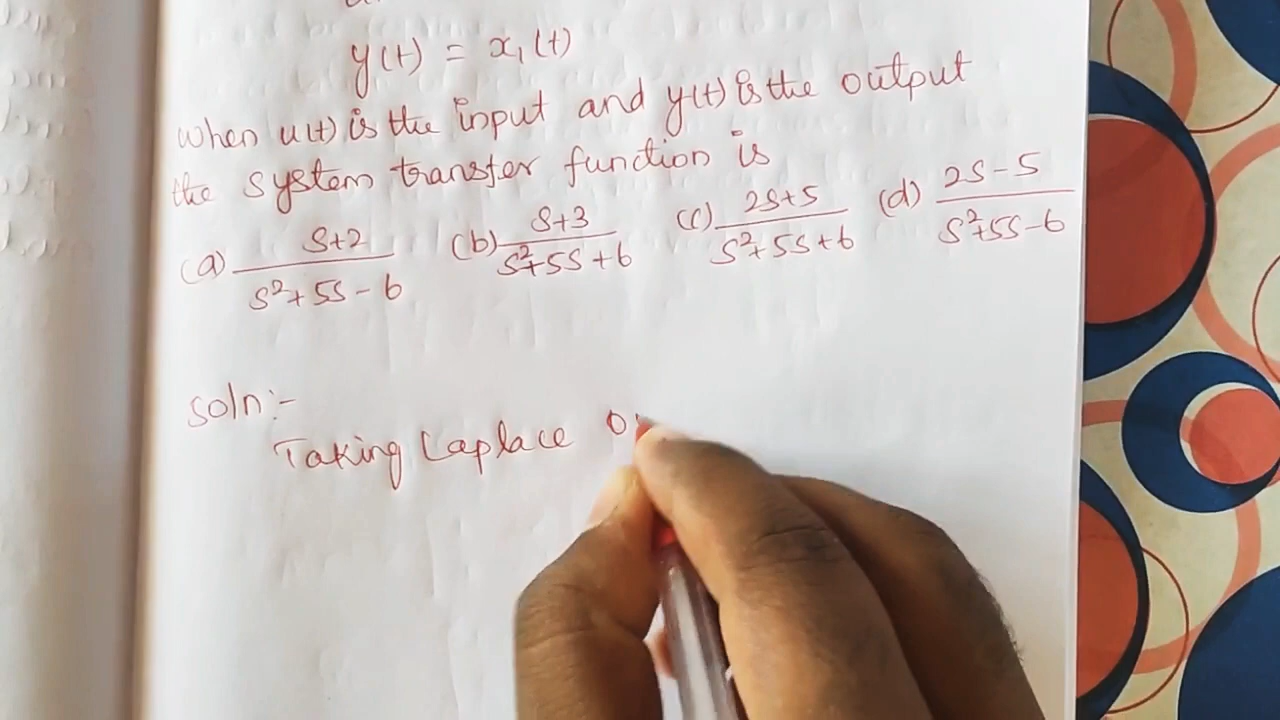 y(t) = x₁(t)
When u(t) is the input and y(t) is the output
the system transfer function is
(a) S+2 / S²+5S-6 (b) S+3 / S²+5S+6 (c) 2S+5 / S²+5S+6 (d) 2S-5 / S²+5S-6
Soln:-
Taking Laplace